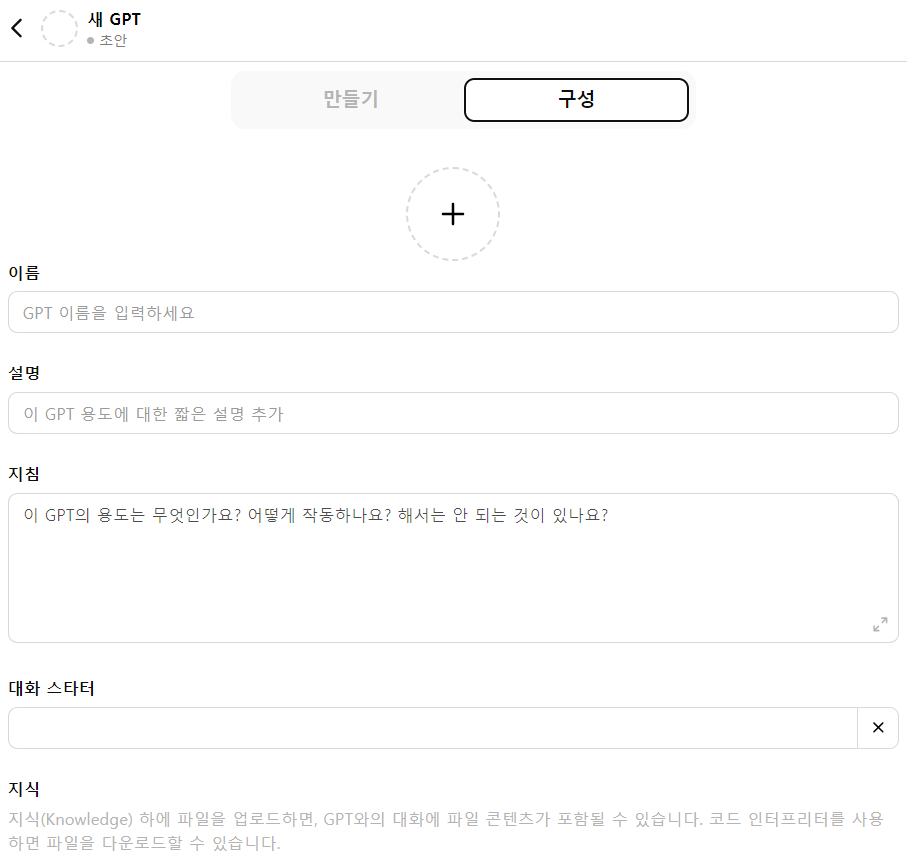 새 GPT
초안
만들기
구성
이름
GPT 이름을 입력하세요
설명
이 GPT 용도에 대한 짧은 설명 추가
지침
이 GPT의 용도는 무엇인가요? 어떻게 작동하나요? 해서는 안 되는 것이 있나요?
대화 스타터
지식
지식(Knowledge) 하에 파일을 업로드하면, GPT와의 대화에 파일 콘텐츠가 포함될 수 있습니다. 코드 인터프리터를 사용
하면 파일을 다운로드할 수 있습니다.